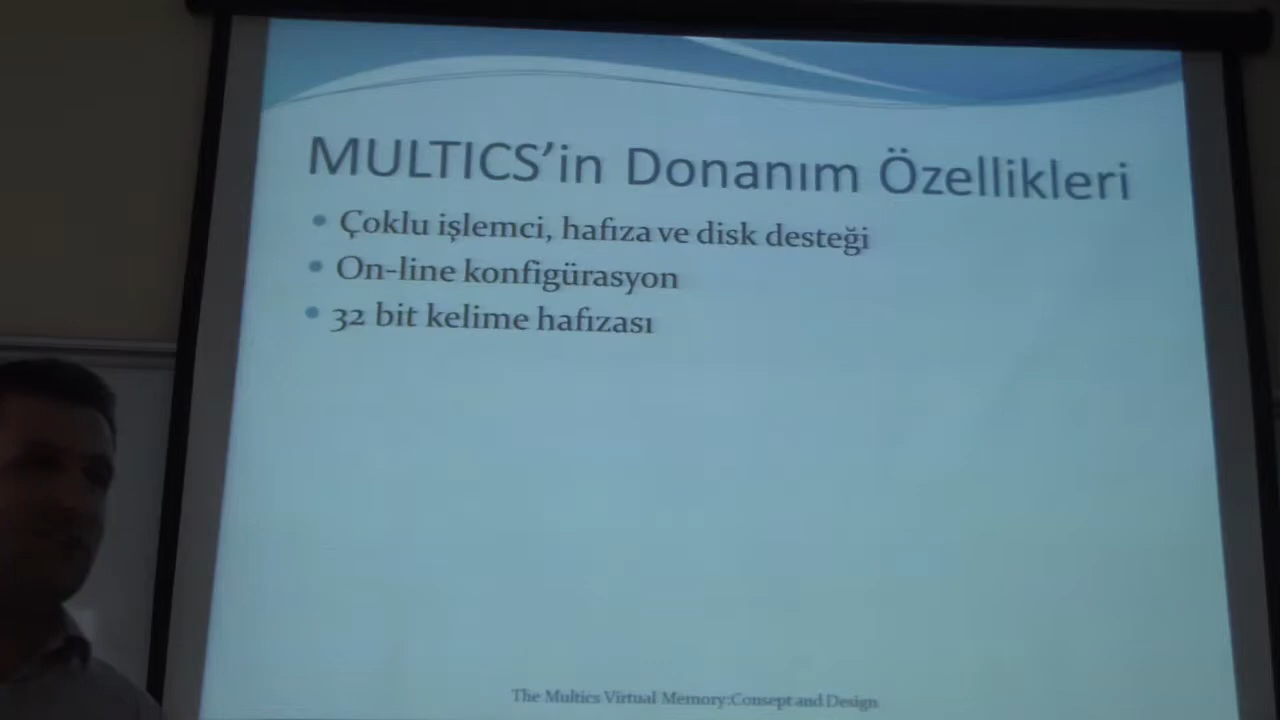 MULTICS’in Donanım Özellikleri
Çoklu işlemci, hafıza ve disk desteği
On-line konfigürasyon
32 bit kelime hafızası
The Multics Virtual Memory:Consept and Design